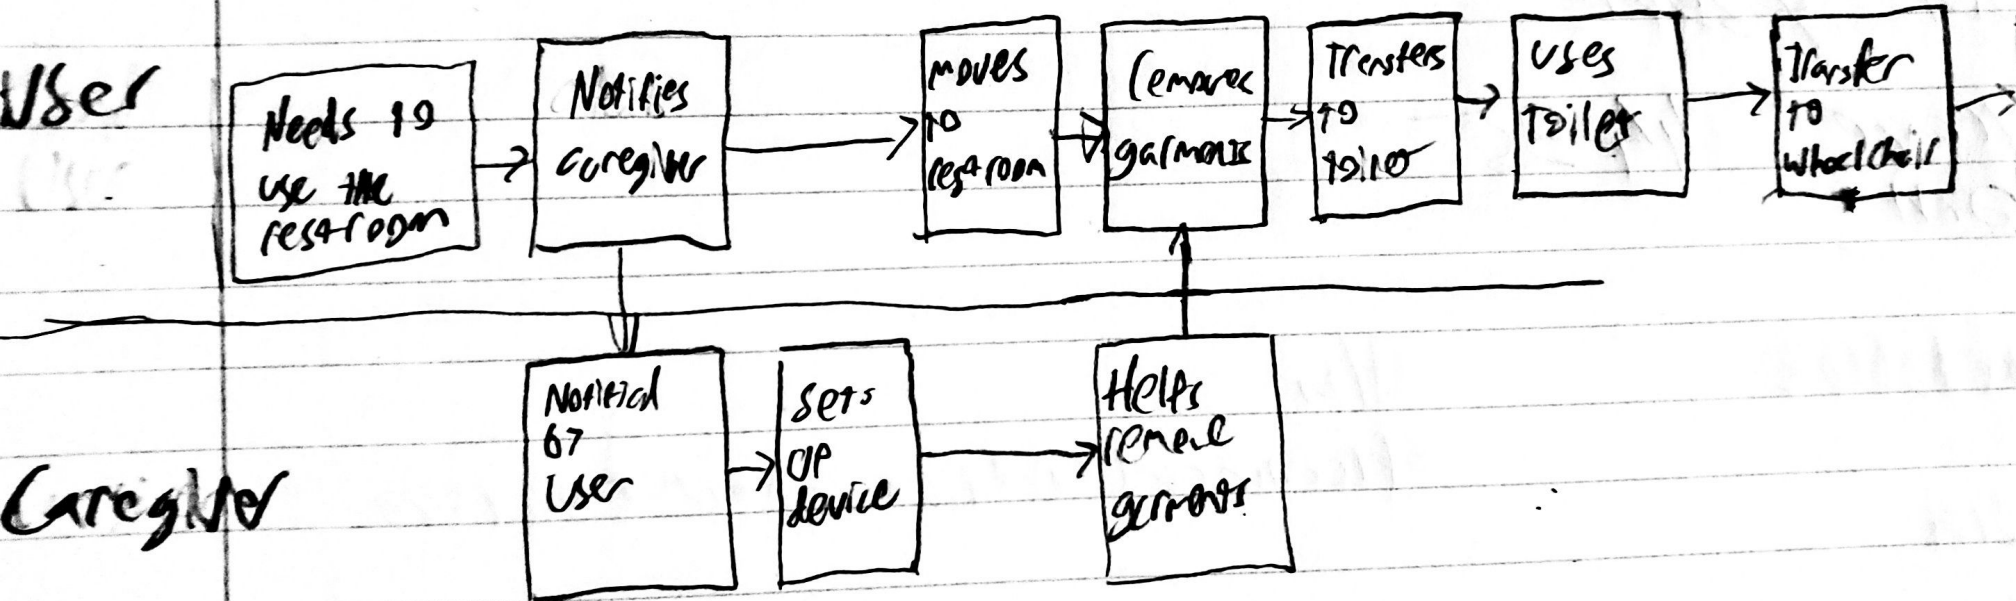 User
Needs to
use the
restroom
Notifies
caregiver
moves
to
restroom
removes
garments
Transfers
to
toilet
uses
toilet
Transfer
to
wheelchair
Caregiver
Notified
by
user
sets
up
device
Helps
remove
garments